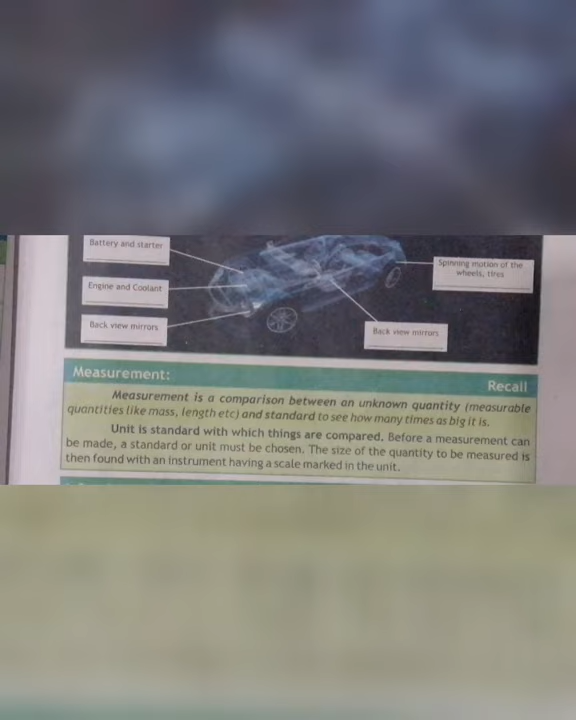 Battery and starter
Spinning motion of the
wheels, tires
Engine and Coolant
Back view mirrors
Back view mirrors
Measurement:
Recall
Measurement is a comparison between an unknown quantity (measurable
quantities like mass, length etc) and standard to see how many times as big it is.
Unit is standard with which things are compared. Before a measurement can
be made, a standard or unit must be chosen. The size of the quantity to be measured is
then found with an instrument having a scale marked in the unit.